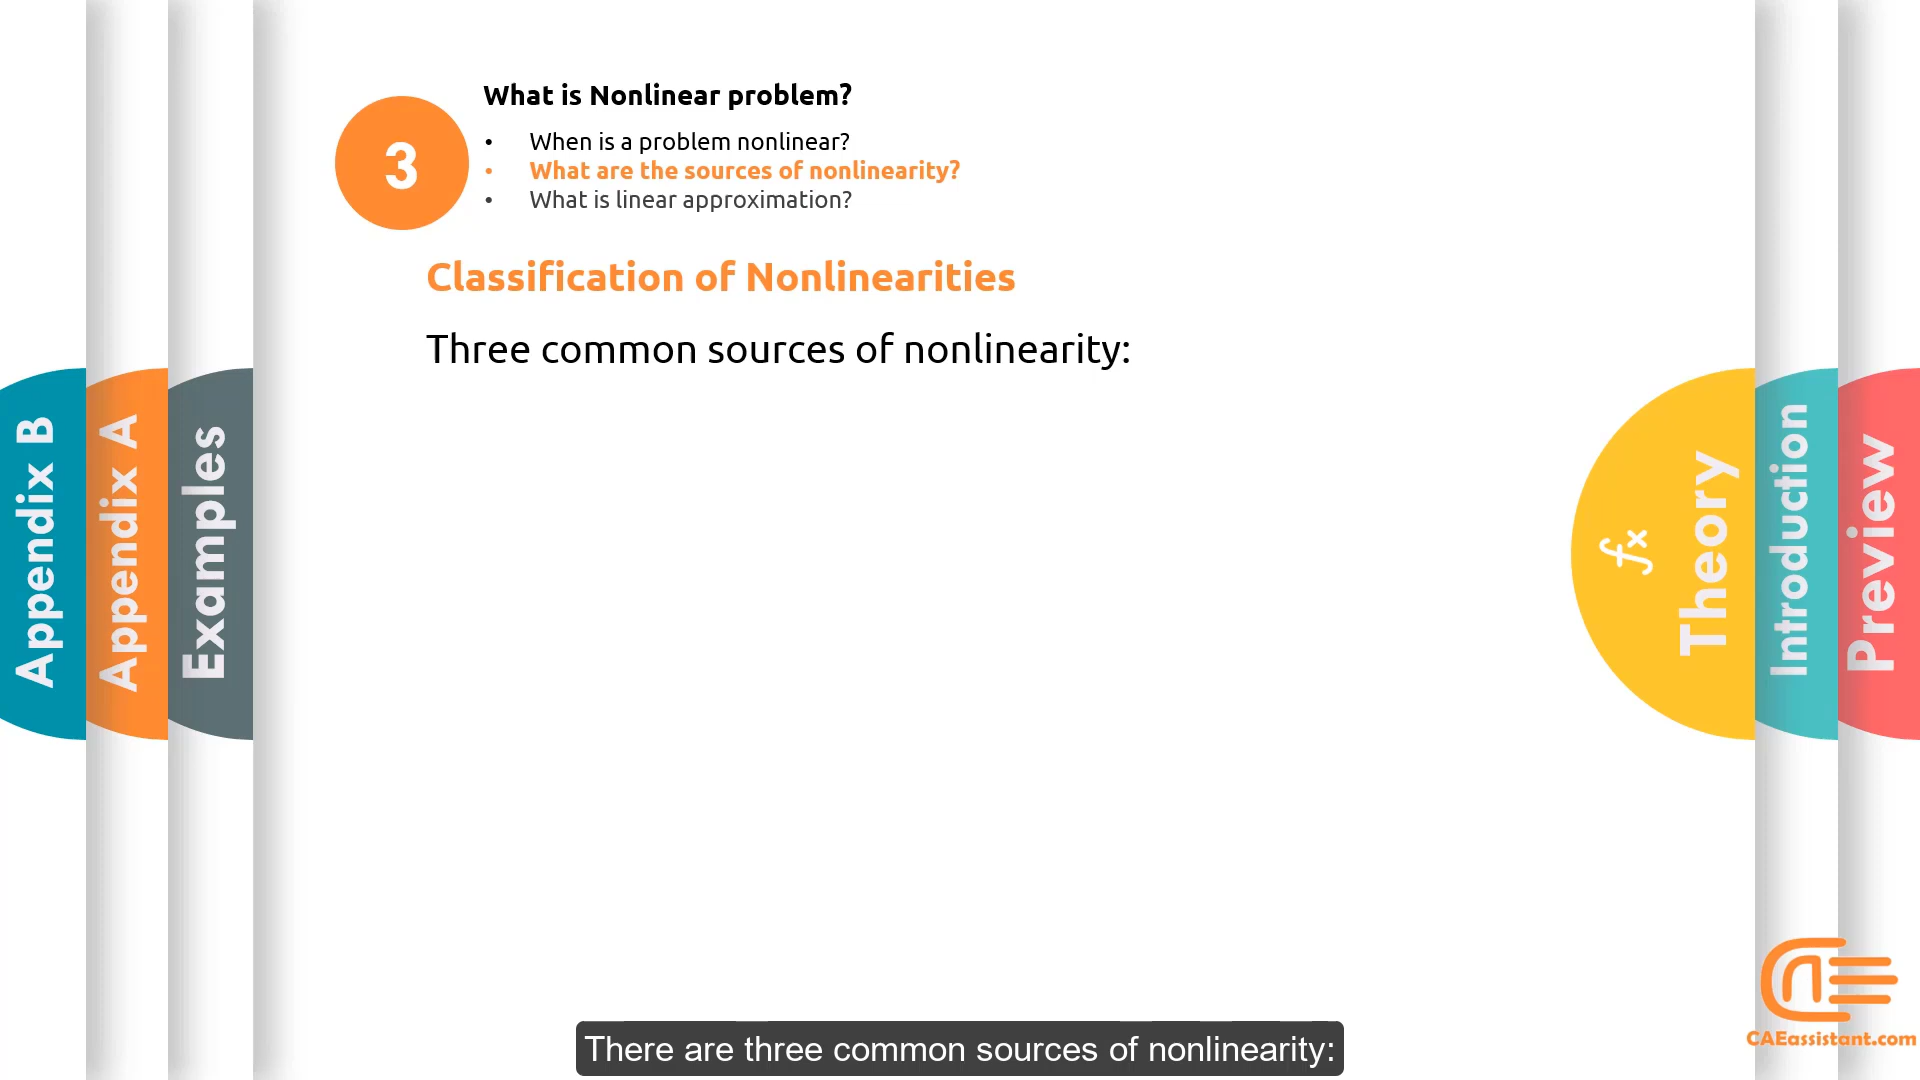 What is Nonlinear problem?
3
• When is a problem nonlinear?
• What are the sources of nonlinearity?
• What is linear approximation?
Classification of Nonlinearities
Three common sources of nonlinearity:
Appendix B
Appendix A
Examples
fx
Theory
Introduction
Preview
CAEassistant.com
There are three common sources of nonlinearity: